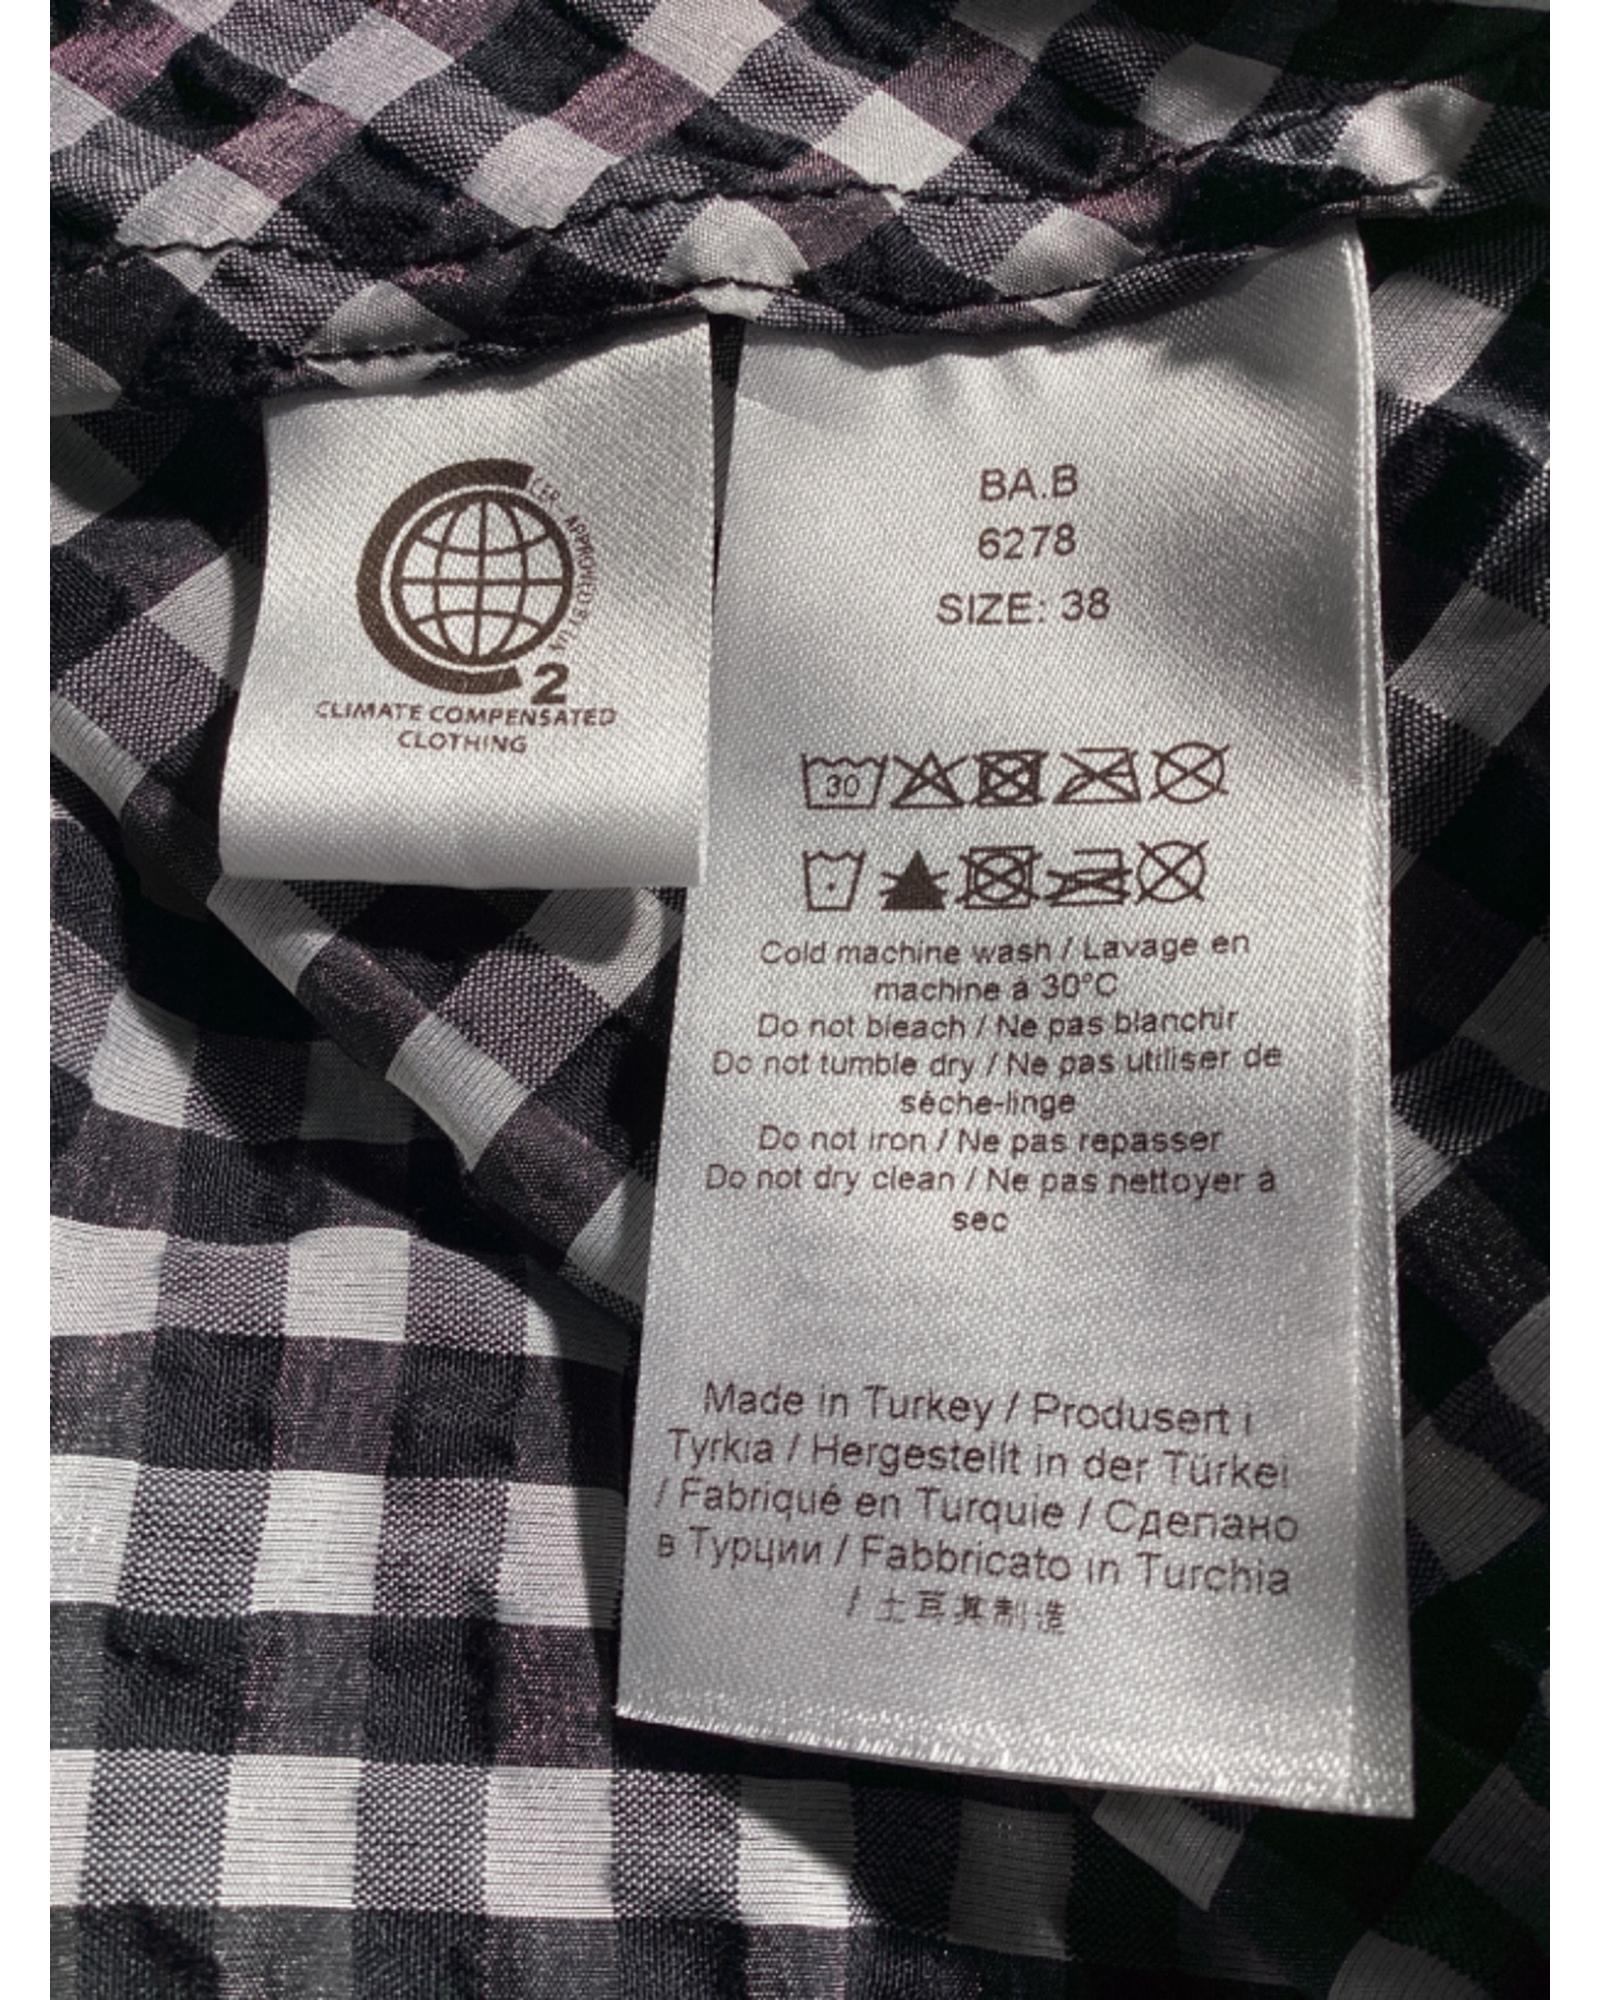 2
CLIMATE COMPENSATED
CLOTHING
BA.B
6278
SIZE: 38
30
Cold machine wash / Lavage en
machine à 30°C
Do not bleach / Ne pas blanchir
Do not tumble dry / Ne pas utiliser de
sèche-linge
Do not iron / Ne pas repasser
Do not dry clean / Ne pas nettoyer à
sec
Made in Turkey / Produsert i
Tyrkia / Hergestellt in der Türkei
/ Fabriqué en Turquie / Сделано
в Турции / Fabbricato in Turchia
/ 土耳其制造